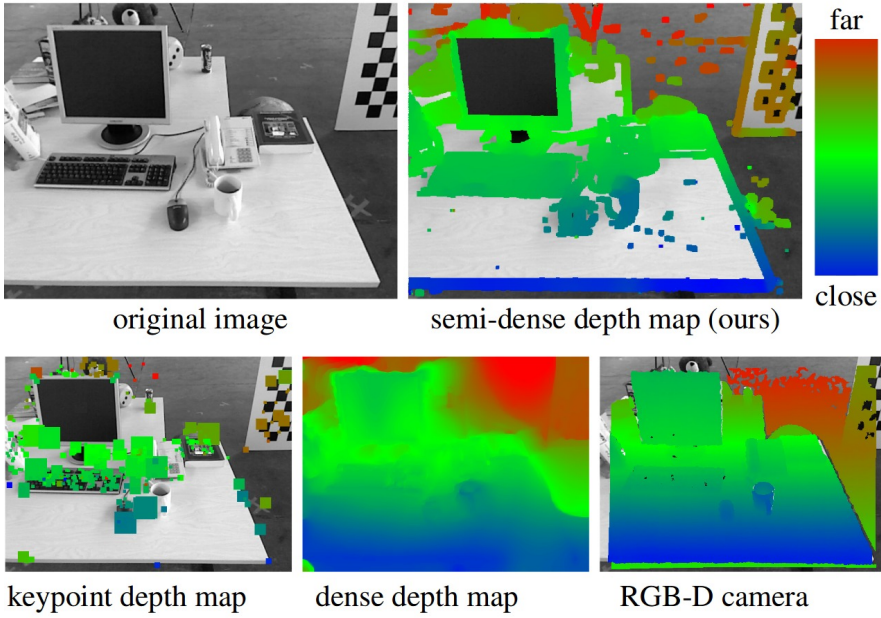 far
original image
semi-dense depth map (ours)
close
keypoint depth map
dense depth map
RGB-D camera